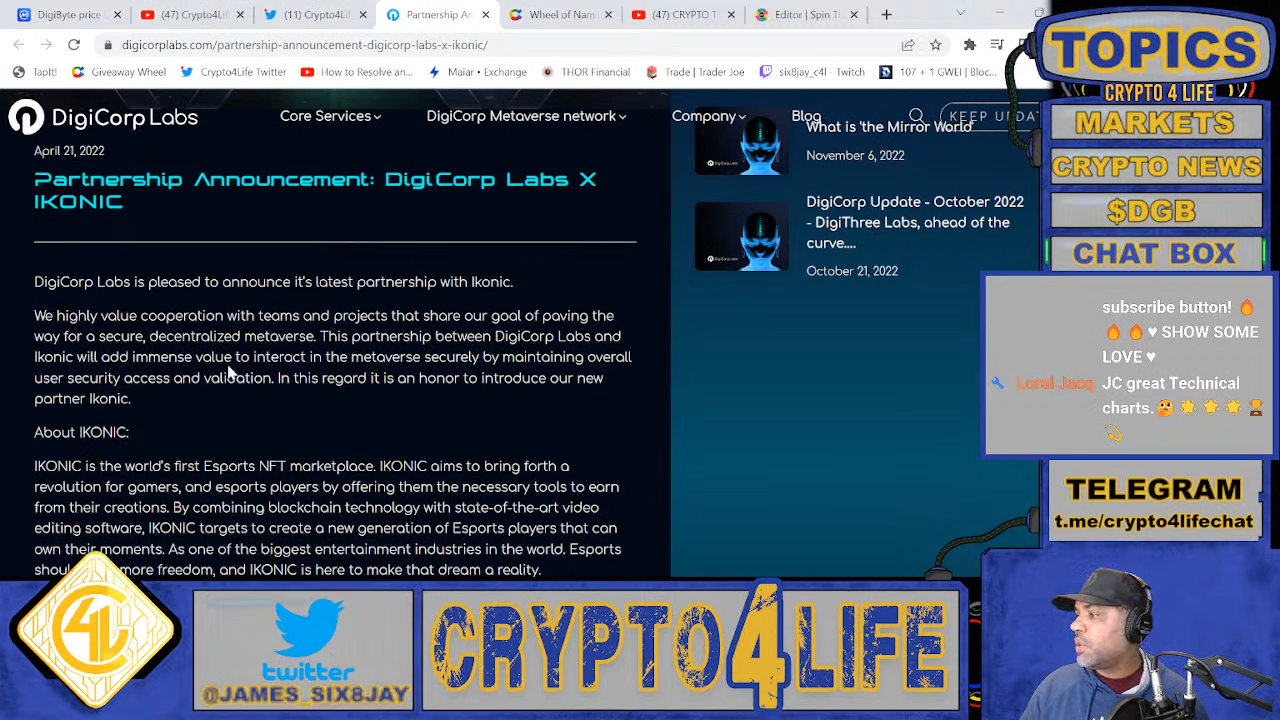 DigiByte price L
(47) Crypto4Life
(11) Crypto4Life
Partnership An
Wheel of Nam
(47) CRYPTO T
Editor | Spin T
digicorplabs.com/partnership-announcement-digicorp-labs-x-ikonic/
TapIt!
Giveaway Wheel
Crypto4Life Twitter
How to Resolve an...
Maiar • Exchange
THOR Financial
Trade | Trader Joe
six8jay_c4l - Twitch
107 + 1 GWEI | Bloc...
DigiCorp Labs
Core Services
DigiCorp Metaverse network
Company
Blog
KEEP UPDA
April 21, 2022
Partnership Announcement: DigiCorp Labs X
IKONIC
DigiCorp Labs is pleased to announce it's latest partnership with Ikonic.
We highly value cooperation with teams and projects that share our goal of paving the
way for a secure, decentralized metaverse. This partnership between DigiCorp Labs and
Ikonic will add immense value to interact in the metaverse securely by maintaining overall
user security access and validation. In this regard it is an honor to introduce our new
partner Ikonic.
About IKONIC:
IKONIC is the world's first Esports NFT marketplace. IKONIC aims to bring forth a
revolution for gamers, and esports players by offering them the necessary tools to earn
from their creations. By combining blockchain technology with state-of-the-art video
editing software, IKONIC targets to create a new generation of Esports players that can
own their moments. As one of the biggest entertainment industries in the world. Esports
more freedom, and IKONIC is here to make that dream a reality.
What is 'the Mirror World'
November 6, 2022
DigiCorp Update - October 2022
- DigiThree Labs, ahead of the
curve....
October 21, 2022
DigiCorp Labs
DigiCorp Labs
TOPICS
CRYPTO 4 LIFE
MARKETS
CRYPTO NEWS
$DGB
CHAT BOX
subscribe button! 🔥
🔥 🔥 ♥ SHOW SOME
LOVE ♥
Laral Jacq JC great Technical
charts. 🤔 🌟 🌟 🌟 🏆
💫
TELEGRAM
t.me/crypto4lifechat
C4L
twitter
@JAMES_SIX8JAY
CRYPTO4LIFE